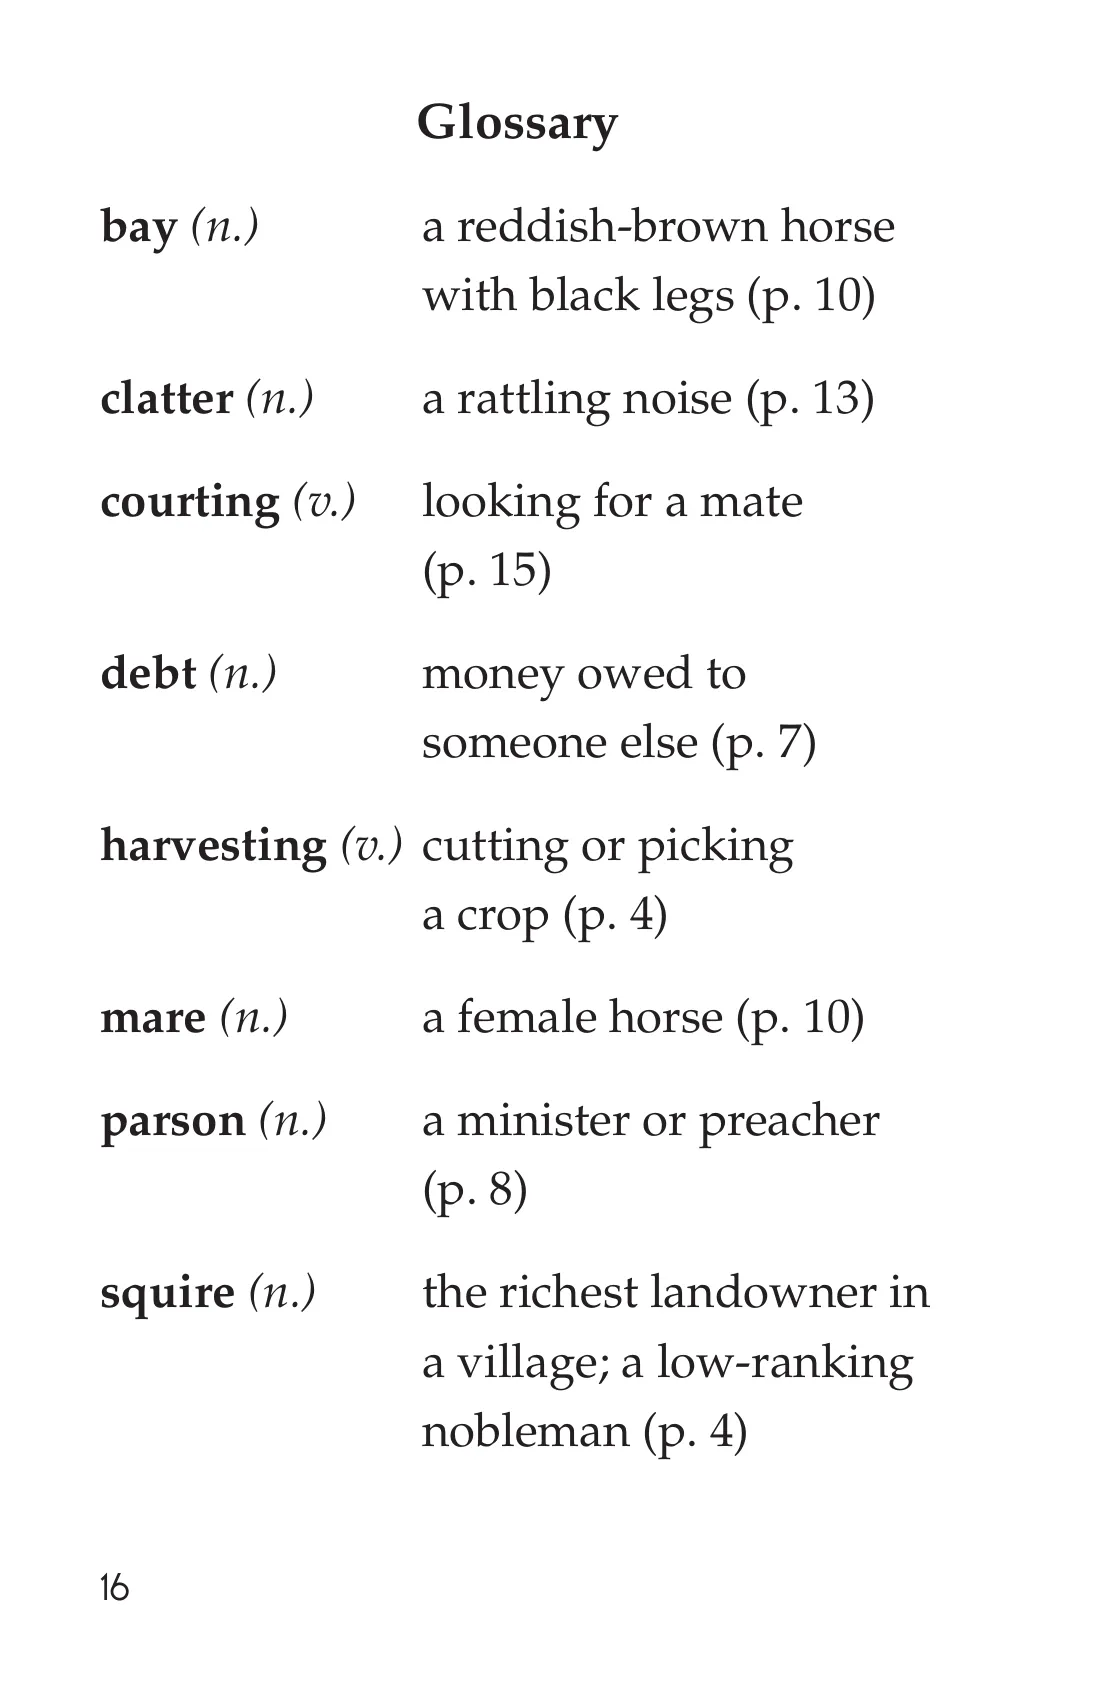 Glossary
bay (n.) a reddish-brown horse
with black legs (p. 10)
clatter (n.) a rattling noise (p. 13)
courting (v.) looking for a mate
(p. 15)
debt (n.) money owed to
someone else (p. 7)
harvesting (v.) cutting or picking
a crop (p. 4)
mare (n.) a female horse (p. 10)
parson (n.) a minister or preacher
(p. 8)
squire (n.) the richest landowner in
a village; a low-ranking
nobleman (p. 4)
16